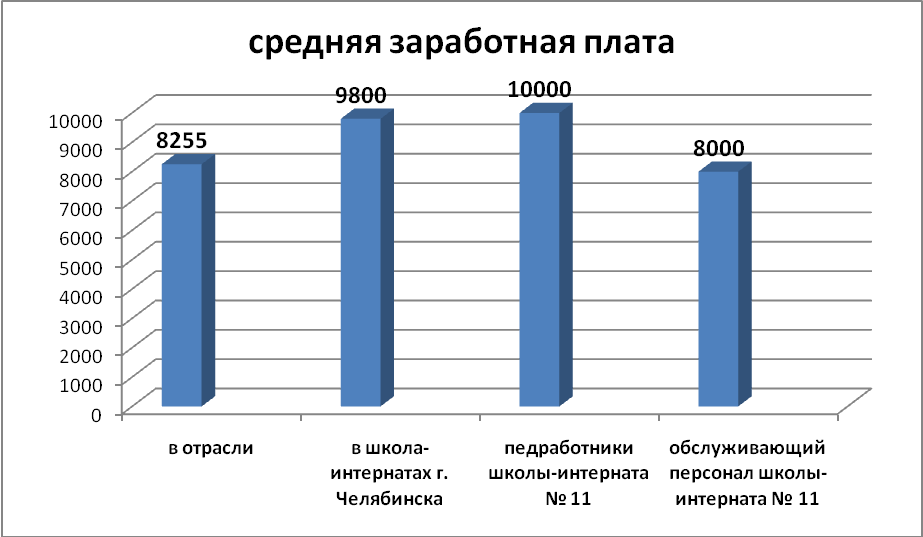 средняя заработная плата
10000
9000
8000
7000
6000
5000
4000
3000
2000
1000
0
8255
9800
10000
8000
в отрасли
в школа-
интернатах г.
Челябинска
педработники
школы-интерната
№ 11
обслуживающий
персонал школы-
интерната № 11